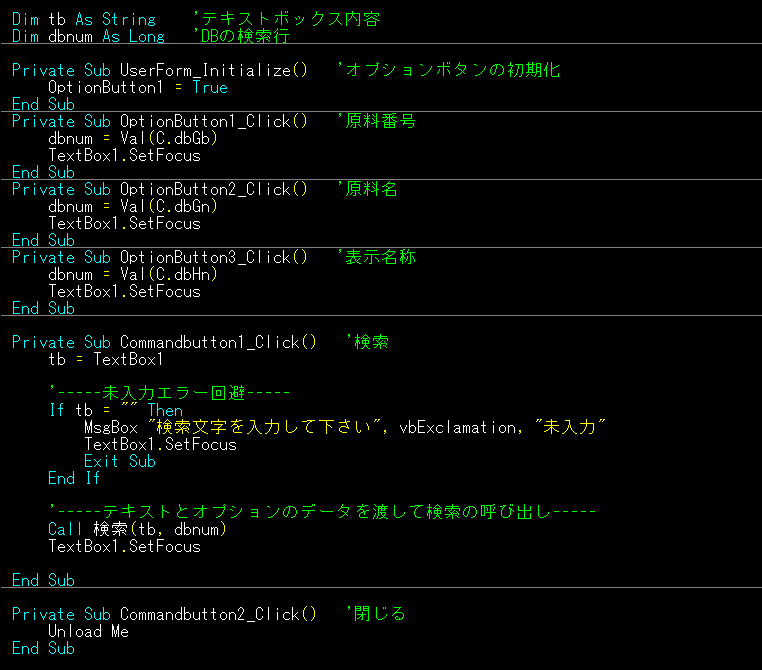 Dim tb As String    'テキストボックス内容
Dim dbnum As Long   'DBの検索行
Private Sub UserForm_Initialize()   'オプションボタンの初期化
    OptionButton1 = True
End Sub
Private Sub OptionButton1_Click()   '原料番号
    dbnum = Val(C.dbGb)
    TextBox1.SetFocus
End Sub
Private Sub OptionButton2_Click()   '原料名
    dbnum = Val(C.dbGn)
    TextBox1.SetFocus
End Sub
Private Sub OptionButton3_Click()   '表示名称
    dbnum = Val(C.dbHn)
    TextBox1.SetFocus
End Sub
Private Sub Commandbutton1_Click()   '検索
    tb = TextBox1
    '-----未入力エラー回避-----
    If tb = "" Then
        MsgBox "検索文字を入力して下さい", vbExclamation, "未入力"
        TextBox1.SetFocus
        Exit Sub
    End If
    '-----テキストとオプションのデータを渡して検索の呼び出し-----
    Call 検索(tb, dbnum)
    TextBox1.SetFocus
End Sub
Private Sub Commandbutton2_Click()   '閉じる
    Unload Me
End Sub